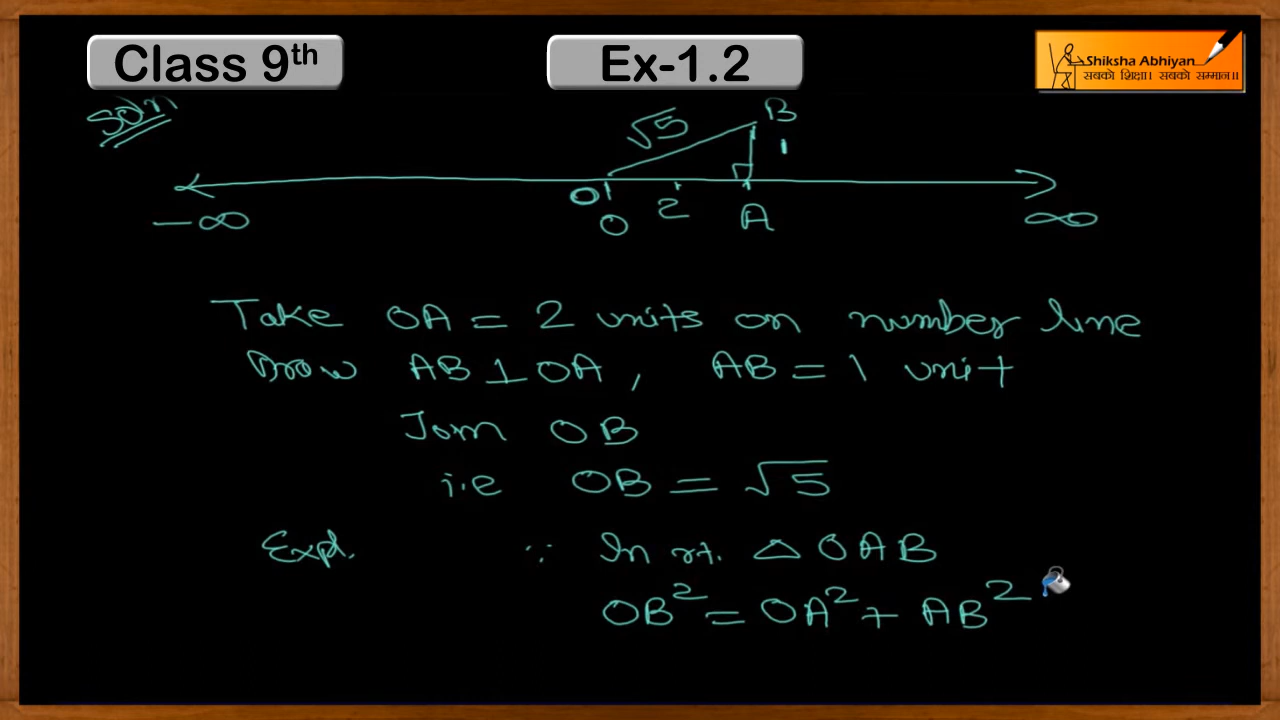 Class 9th
Ex-1.2
Shiksha Abhiyan
सबको शिक्षा। सबको सम्मान॥
Soln
√5
B
1
O
-∞
0
2
A
∞
Take OA = 2 units on number line
Draw AB ⊥ OA, AB = 1 unit
Join OB
i.e OB = √5
Expl. ∵ In rt. △ OAB
OB² = OA² + AB²